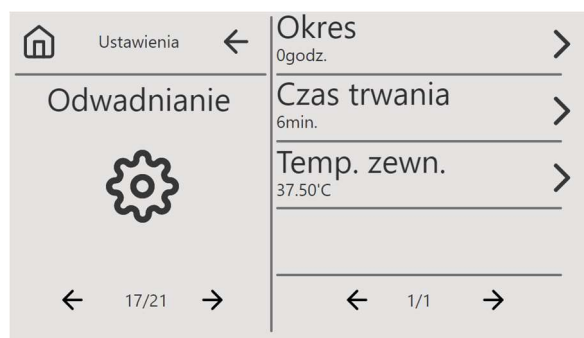 Ustawienia
Odwadnianie
17/21
Okres
0godz.
Czas trwania
6min.
Temp. zewn.
37.50'C
1/1